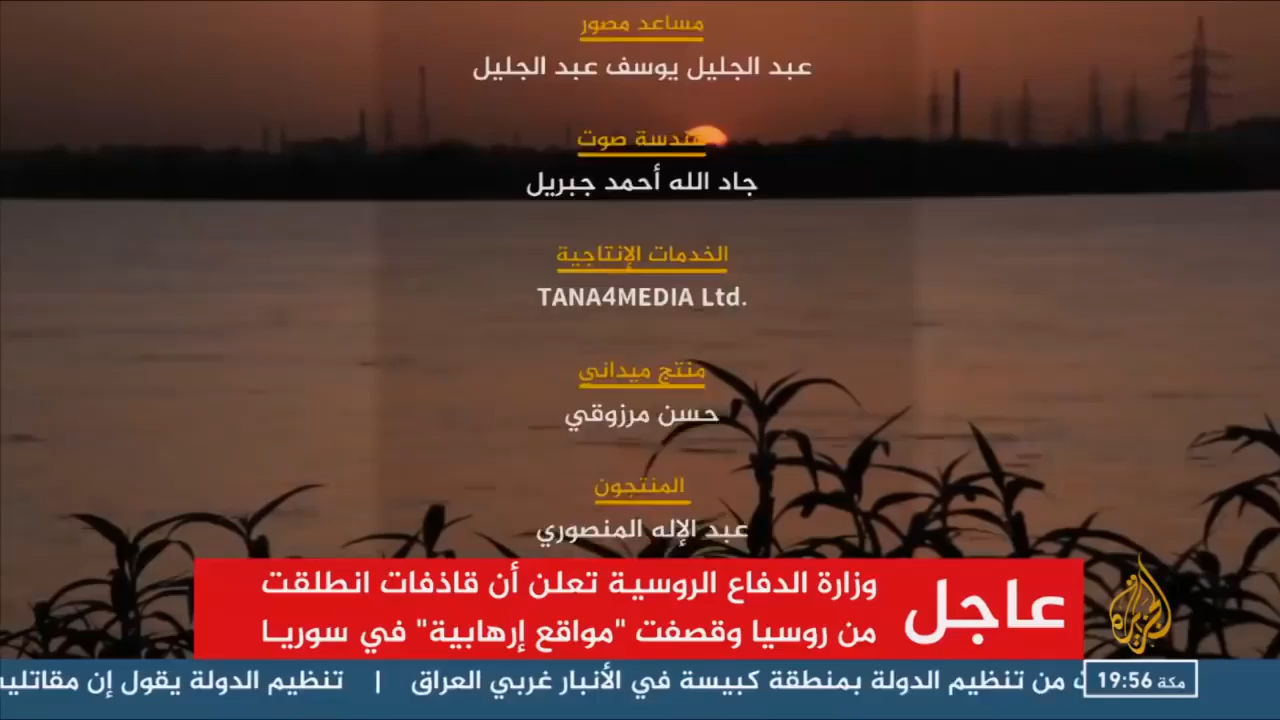 مساعد مصور
عبد الجليل يوسف عبد الجليل
هندسة صوت
جاد الله أحمد جبريل
الخدمات الإنتاجية
TANA4MEDIA Ltd.
منتج ميداني
حسن مرزوقي
المنتجون
عبد الإله المنصوري
عاجل
وزارة الدفاع الروسية تعلن أن قاذفات انطلقت
من روسيا وقصفت "مواقع إرهابية" في سوريا
الجزيرة
مكة 19:56
من تنظيم الدولة بمنطقة كبيسة في الأنبار غربي العراق | تنظيم الدولة يقول إن